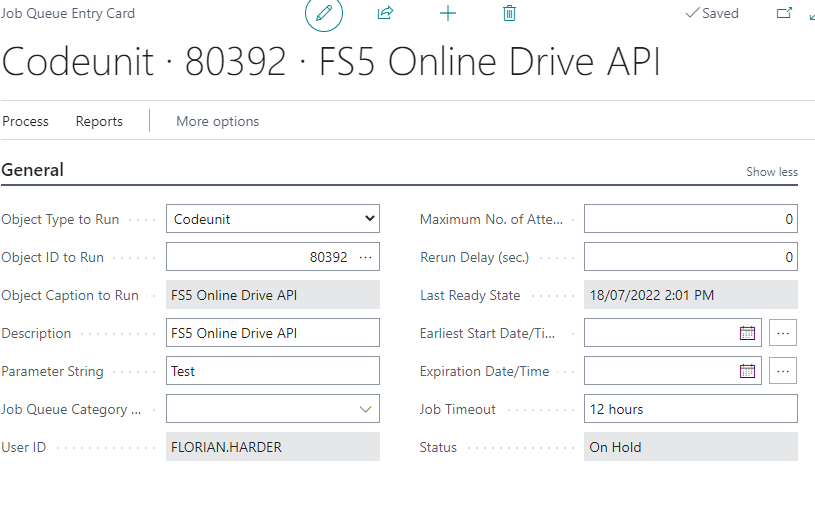 Job Queue Entry Card
Saved
Codeunit · 80392 · FS5 Online Drive API
Process Reports More options
General
Show less
Object Type to Run Codeunit
Object ID to Run 80392 ...
Object Caption to Run FS5 Online Drive API
Description FS5 Online Drive API
Parameter String Test
Job Queue Category ...
User ID FLORIAN.HARDER
Maximum No. of Atte... 0
Rerun Delay (sec.) 0
Last Ready State 18/07/2022 2:01 PM
Earliest Start Date/Ti... ...
Expiration Date/Time ...
Job Timeout 12 hours
Status On Hold